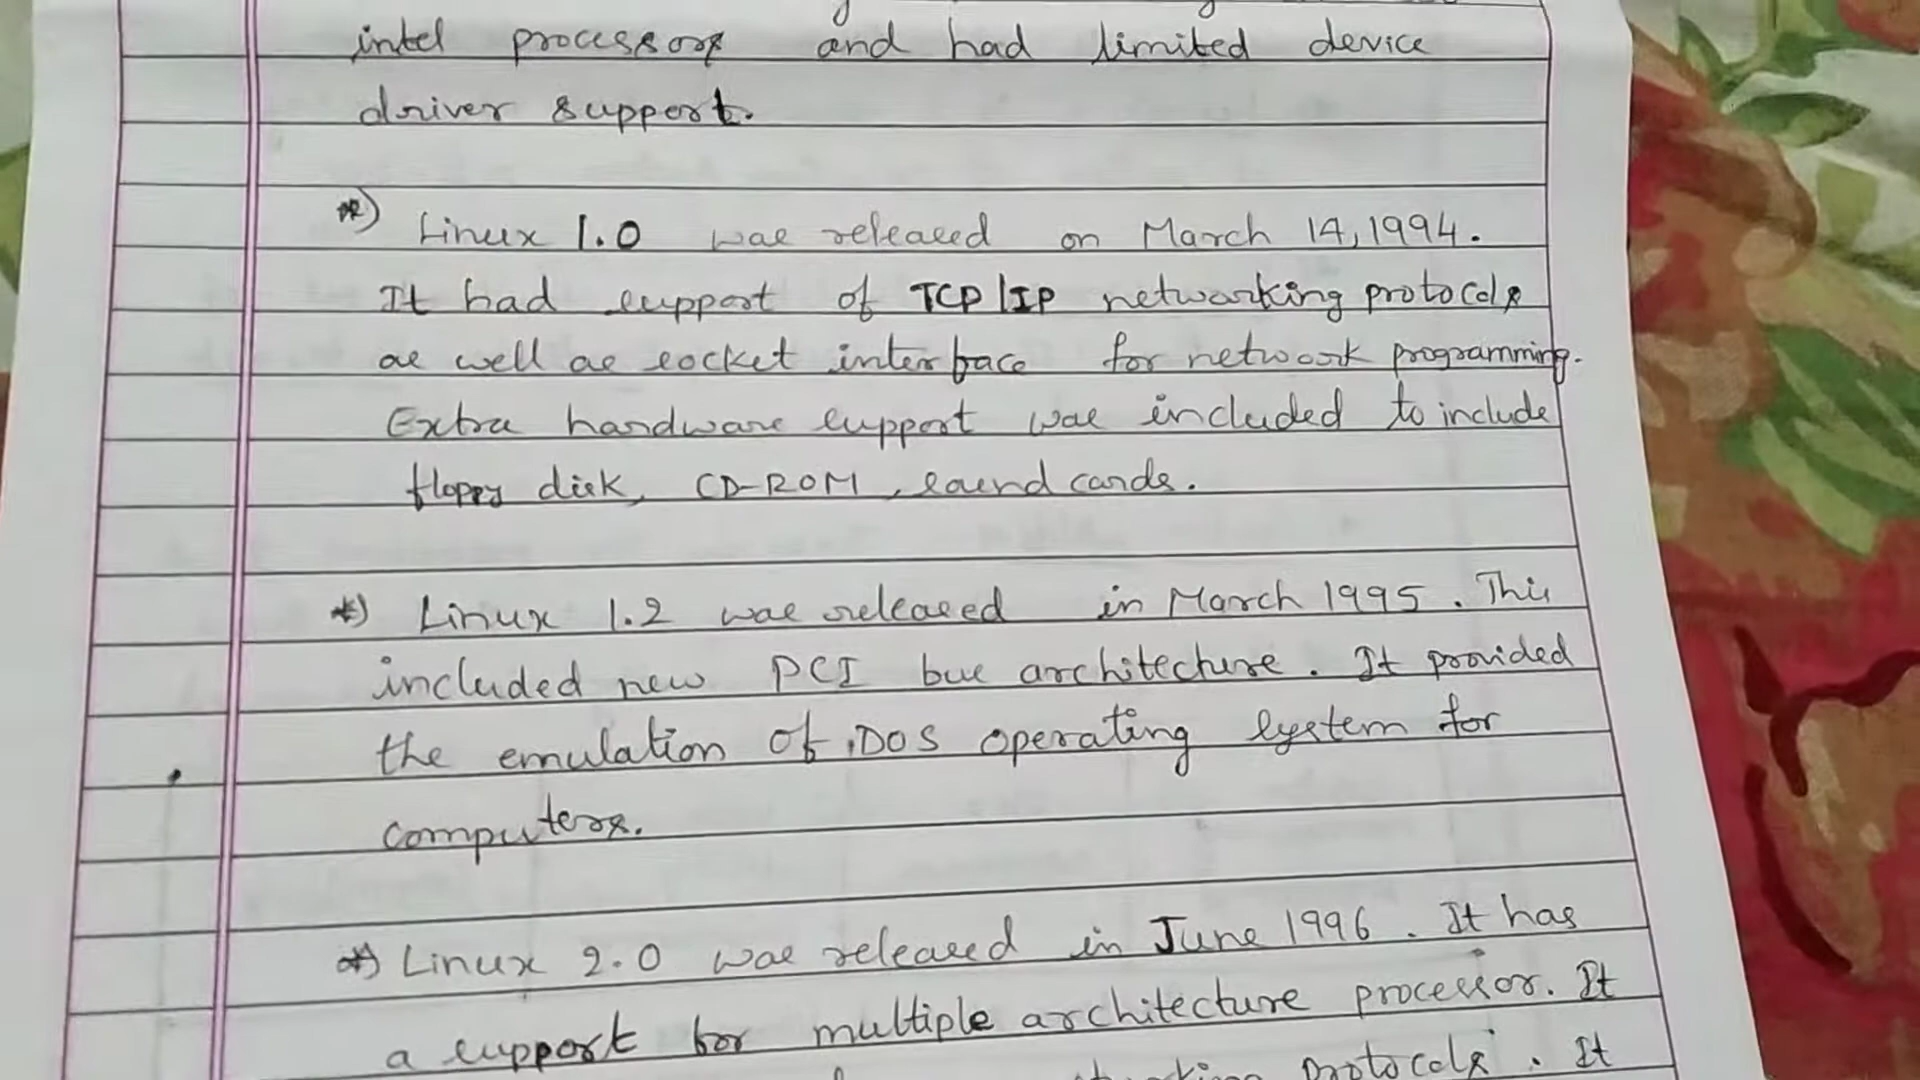 intel processors and had limited device
driver support.
*) Linux 1.0 was released on March 14, 1994.
It had support of TCP/IP networking protocols
as well as socket interface for network programming.
Extra hardware support was included to include
floppy disk, CD-ROM, sound cards.
*) Linux 1.2 was released in March 1995. This
included new PCI bus architecture. It provided
the emulation of DOS operating system for
computers.
*) Linux 2.0 was released in June 1996. It has
a support for multiple architecture processor. It
protocols. It